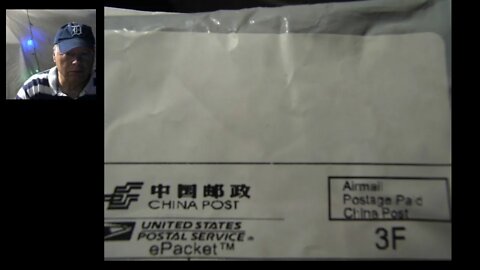 中国邮政
CHINA POST
UNITED STATES
POSTAL SERVICE®
ePacket™
Airmail
Postage Paid
China Post
3F
D